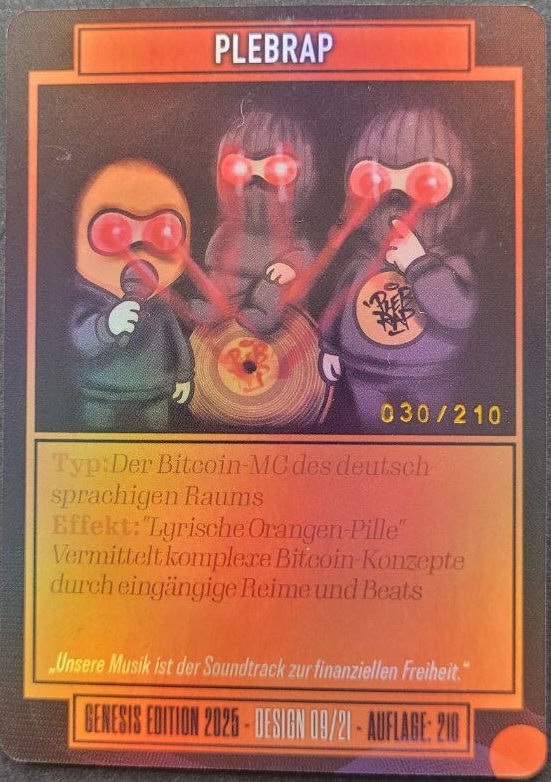 PLEBRAP
PLEB
RAP
030/210
Typ: Der Bitcoin-MC des deutsch-
sprachigen Raums
Effekt: "Lyrische Orangen-Pille"
Vermittelt komplexe Bitcoin-Konzepte
durch eingängige Reime und Beats
„Unsere Musik ist der Soundtrack zur finanziellen Freiheit.“
GENESIS EDITION 2025 - DESIGN 09/21 - AUFLAGE: 210